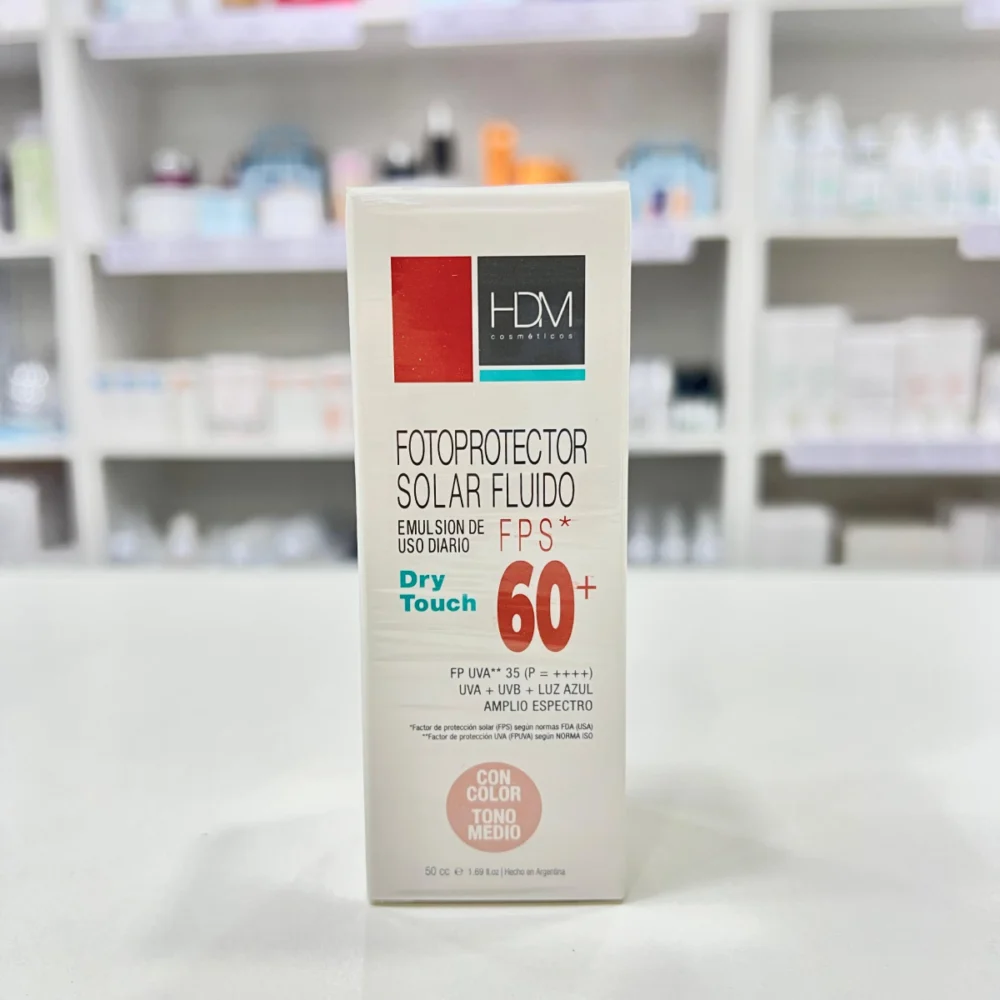 HDM
cosméticos
FOTOPROTECTOR
SOLAR FLUIDO
EMULSION DE
USO DIARIO
FPS*
Dry
Touch
60+
FP UVA** 35 (P = ++++)
UVA + UVB + LUZ AZUL
AMPLIO ESPECTRO
*Factor de protección solar (FPS) según normas FDA (USA)
**Factor de protección UVA (FPUVA) según NORMA ISO
CON
COLOR
TONO
MEDIO
50 cc ℮ 1.69 fl.oz | Hecho en Argentina